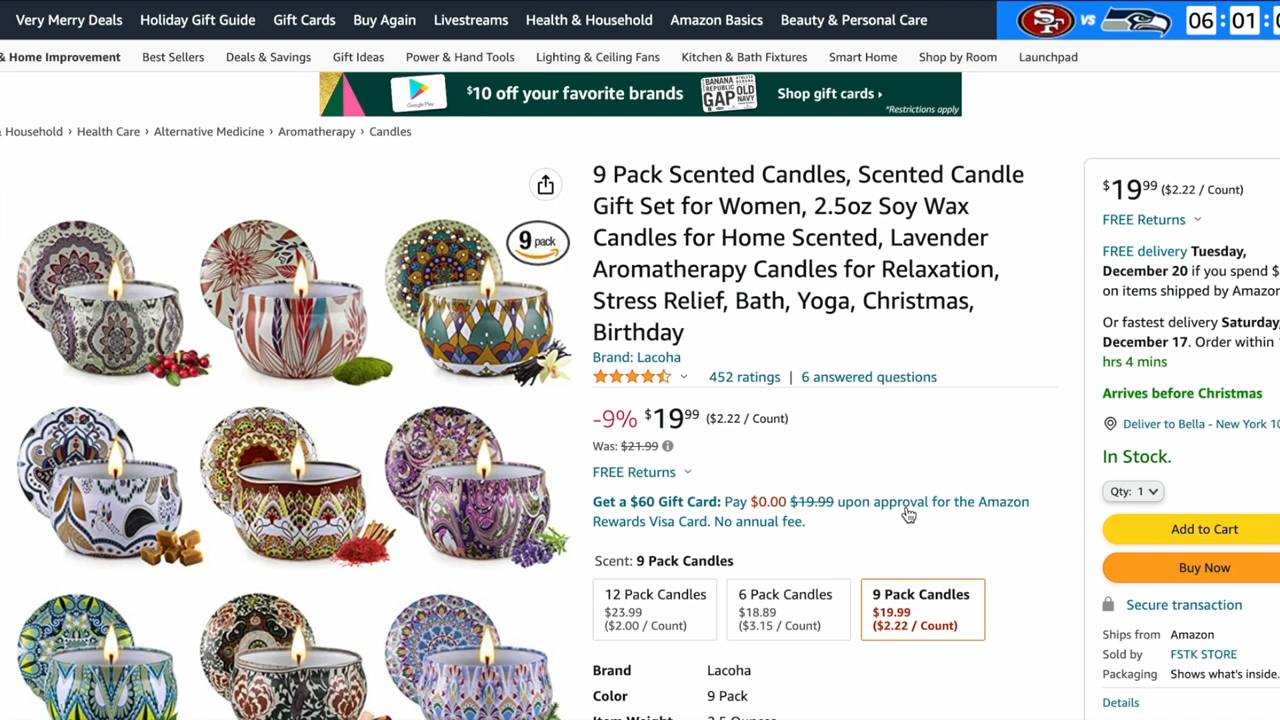 Very Merry Deals Holiday Gift Guide Gift Cards Buy Again Livestreams Health & Household Amazon Basics Beauty & Personal Care
VS 06 : 01 :
& Home Improvement Best Sellers Deals & Savings Gift Ideas Power & Hand Tools Lighting & Ceiling Fans Kitchen & Bath Fixtures Smart Home Shop by Room Launchpad
Google Play $10 off your favorite brands BANANA REPUBLIC GAP OLD NAVY Shop gift cards ▸
*Restrictions apply
Household › Health Care › Alternative Medicine › Aromatherapy › Candles
9 pack
9 Pack Scented Candles, Scented Candle
Gift Set for Women, 2.5oz Soy Wax
Candles for Home Scented, Lavender
Aromatherapy Candles for Relaxation,
Stress Relief, Bath, Yoga, Christmas,
Birthday
Brand: Lacoha
452 ratings | 6 answered questions
-9% $19.99 ($2.22 / Count)
Was: $21.99
FREE Returns
Get a $60 Gift Card: Pay $0.00 $19.99 upon approval for the Amazon
Rewards Visa Card. No annual fee.
Scent: 9 Pack Candles
12 Pack Candles
$23.99
($2.00 / Count)
6 Pack Candles
$18.89
($3.15 / Count)
9 Pack Candles
$19.99
($2.22 / Count)
Brand Lacoha
Color 9 Pack
Item Weight 2.5 Ounces
$19.99 ($2.22 / Count)
FREE Returns
FREE delivery Tuesday,
December 20 if you spend $
on items shipped by Amazon
Or fastest delivery Saturday,
December 17. Order within
hrs 4 mins
Arrives before Christmas
Deliver to Bella - New York 10
In Stock.
Qty: 1
Add to Cart
Buy Now
Secure transaction
Ships from Amazon
Sold by FSTK STORE
Packaging Shows what's inside.
Details